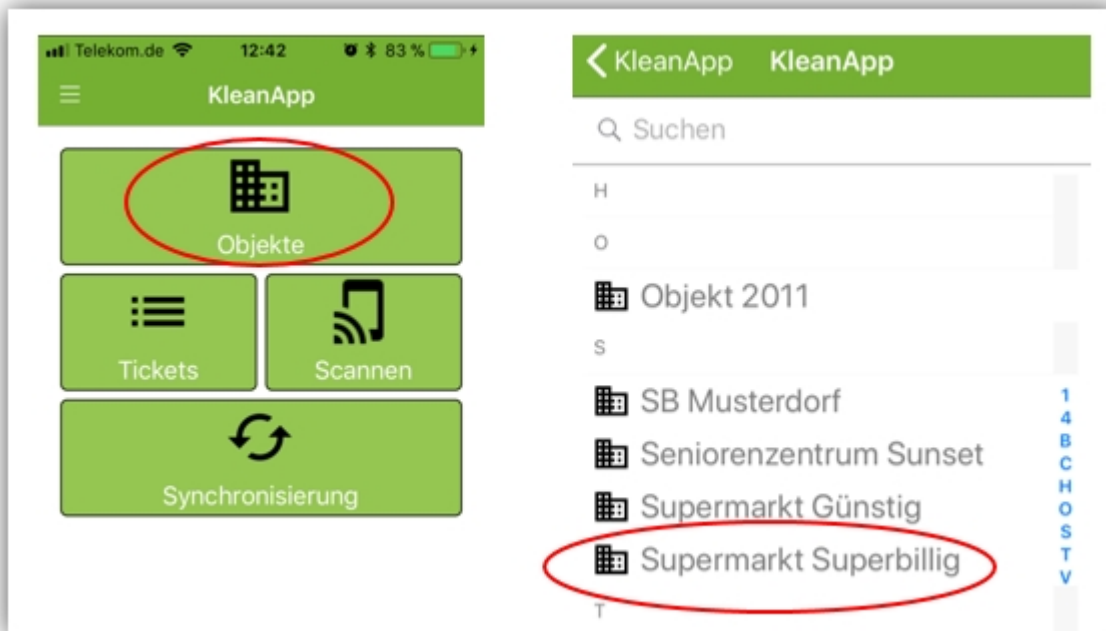 Telekom.de 12:42 83 %
KleanApp
Objekte
Tickets Scannen
Synchronisierung
KleanApp KleanApp
Suchen
H
O
Objekt 2011
S
SB Musterdorf
Seniorenzentrum Sunset
Supermarkt Günstig
Supermarkt Superbillig
T
1
4
B
C
H
O
S
T
V